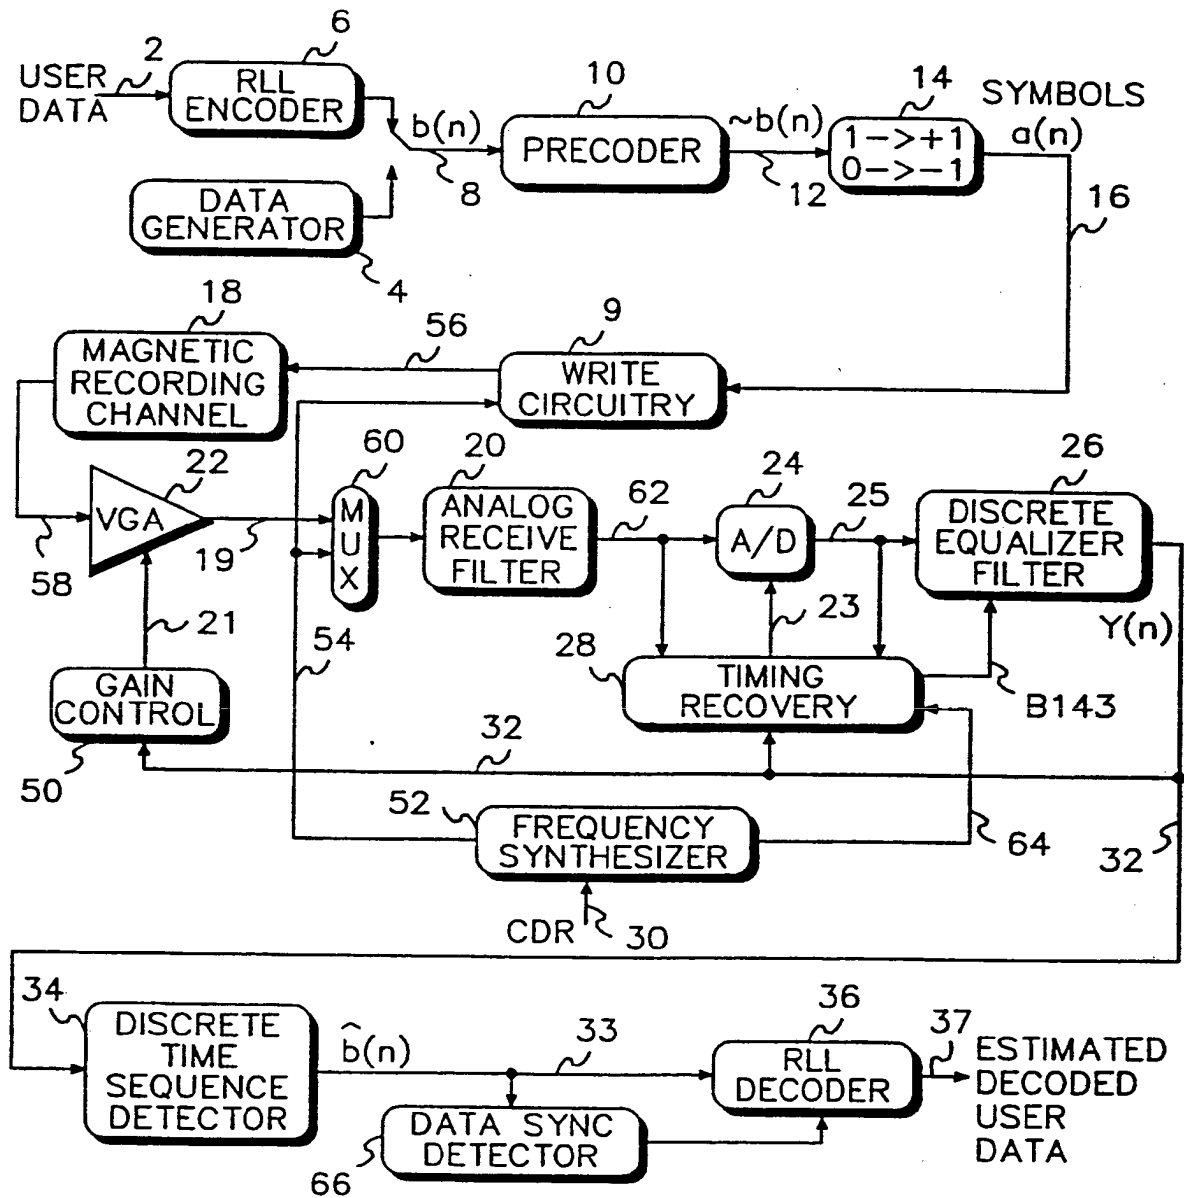 USER
DATA
2
6
RLL
ENCODER
DATA
GENERATOR
4
b(n)
8
10
PRECODER
~b(n)
12
14
1->+1
0->-1
SYMBOLS
a(n)
16
18
MAGNETIC
RECORDING
CHANNEL
56
9
WRITE
CIRCUITRY
22
VGA
58
19
60
MUX
20
ANALOG
RECEIVE
FILTER
62
24
A/D
25
26
DISCRETE
EQUALIZER
FILTER
Y(n)
21
54
23
28
TIMING
RECOVERY
B143
GAIN
CONTROL
50
32
52
FREQUENCY
SYNTHESIZER
64
32
CDR
30
34
DISCRETE
TIME
SEQUENCE
DETECTOR
b̂(n)
33
36
RLL
DECODER
37
ESTIMATED
DECODED
USER
DATA
DATA SYNC
DETECTOR
66